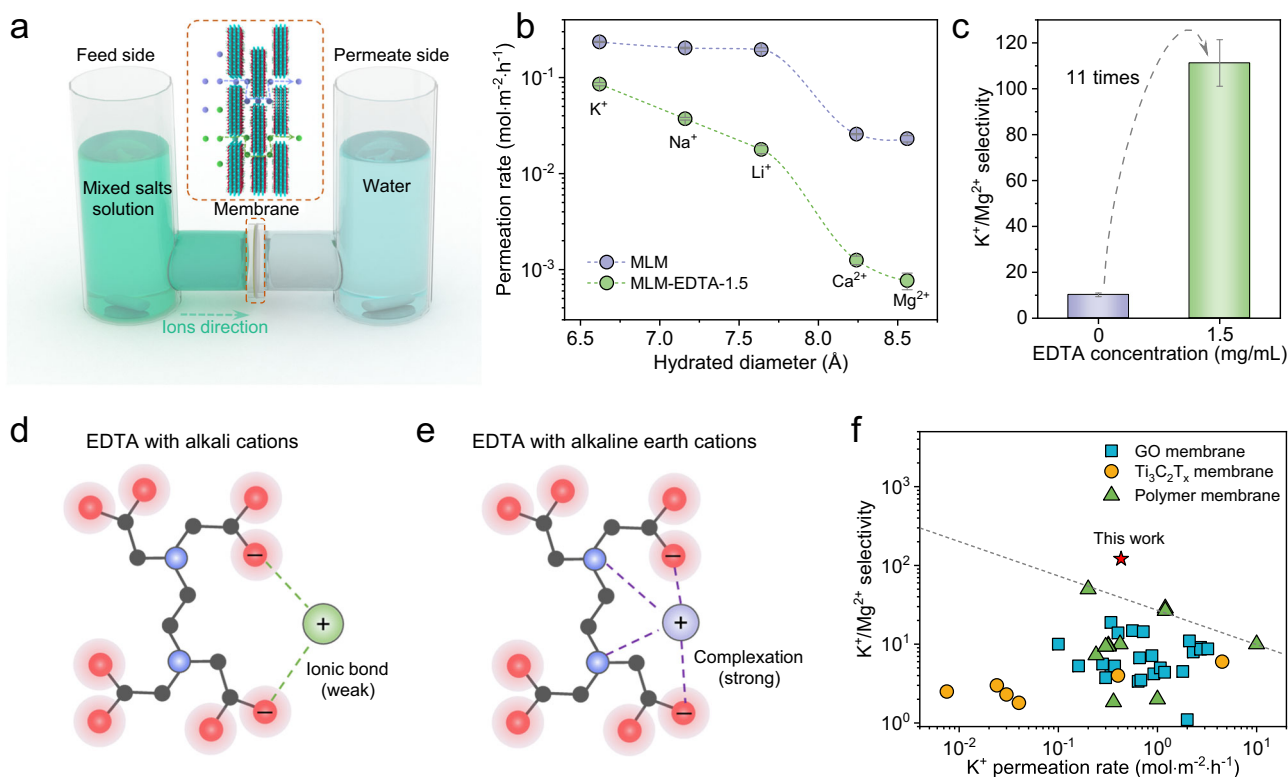 a
Feed side
Permeate side
Mixed salts
solution
Membrane
Water
Ions direction
b
Permeation rate (mol·m⁻²·h⁻¹)
10⁻¹
10⁻²
10⁻³
K⁺
Na⁺
Li⁺
Ca²⁺
Mg²⁺
MLM
MLM-EDTA-1.5
6.5 7.0 7.5 8.0 8.5
Hydrated diameter (Å)
c
K⁺/Mg²⁺ selectivity
120
100
80
60
40
20
0
11 times
0 1.5
EDTA concentration (mg/mL)
d
EDTA with alkali cations
−
+
−
Ionic bond
(weak)
e
EDTA with alkaline earth cations
−
+
−
Complexation
(strong)
f
K⁺/Mg²⁺ selectivity
10³
10²
10¹
10⁰
GO membrane
Ti₃C₂Tₓ membrane
Polymer membrane
This work
10⁻² 10⁻¹ 10⁰ 10¹
K⁺ permeation rate (mol·m⁻²·h⁻¹)